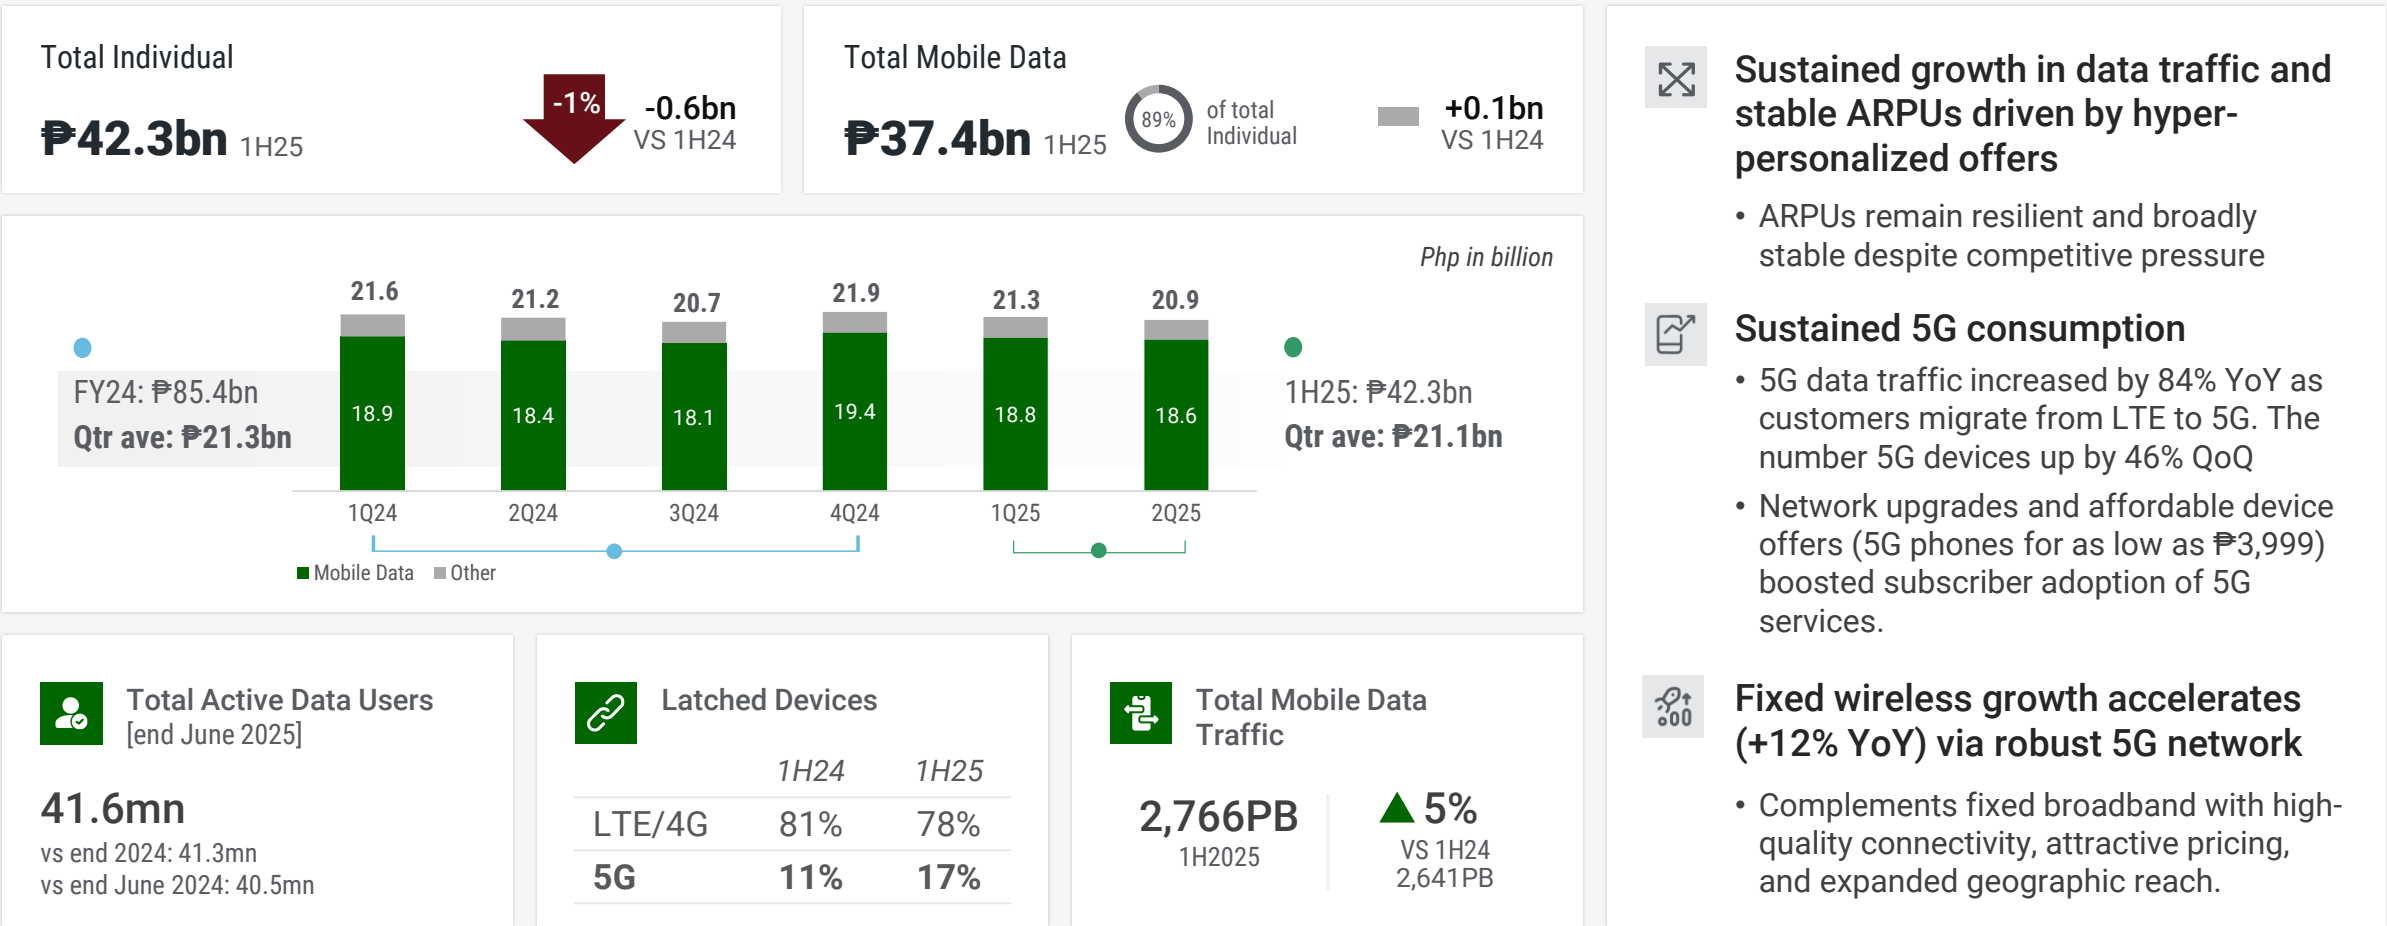 Total Individual
₱42.3bn 1H25
-1%
-0.6bn
VS 1H24
Total Mobile Data
₱37.4bn 1H25
89%
of total
Individual
+0.1bn
VS 1H24
Php in billion
21.6
21.2
20.7
21.9
21.3
20.9
FY24: ₱85.4bn
Qtr ave: ₱21.3bn
18.9
18.4
18.1
19.4
18.8
18.6
1H25: ₱42.3bn
Qtr ave: ₱21.1bn
1Q24
2Q24
3Q24
4Q24
1Q25
2Q25
Mobile Data
Other
Total Active Data Users
[end June 2025]
41.6mn
vs end 2024: 41.3mn
vs end June 2024: 40.5mn
Latched Devices
1H24 1H25
LTE/4G 81% 78%
5G 11% 17%
Total Mobile Data
Traffic
2,766PB
1H2025
5%
VS 1H24
2,641PB
Sustained growth in data traffic and
stable ARPUs driven by hyper-
personalized offers
• ARPUs remain resilient and broadly
stable despite competitive pressure
Sustained 5G consumption
• 5G data traffic increased by 84% YoY as
customers migrate from LTE to 5G. The
number 5G devices up by 46% QoQ
• Network upgrades and affordable device
offers (5G phones for as low as ₱3,999)
boosted subscriber adoption of 5G
services.
Fixed wireless growth accelerates
(+12% YoY) via robust 5G network
• Complements fixed broadband with high-
quality connectivity, attractive pricing,
and expanded geographic reach.